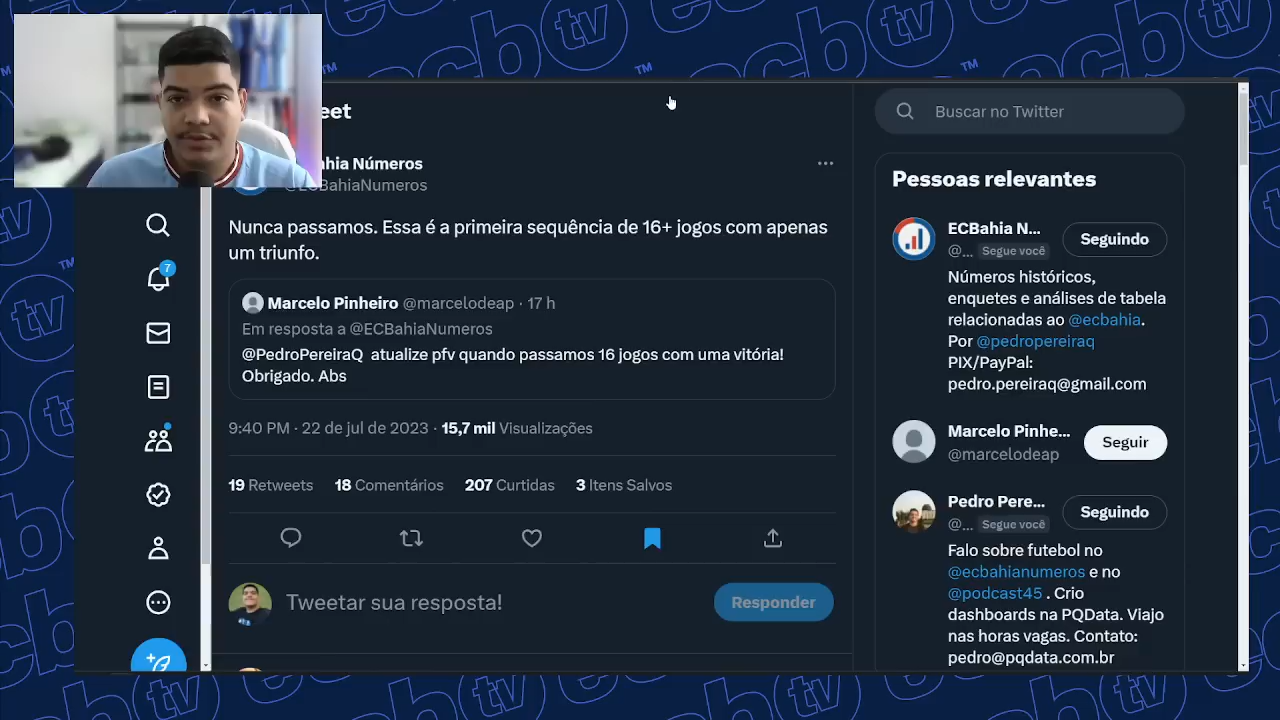 ecbtv
eet
Buscar no Twitter
ahia Números
@ECBahiaNumeros
Pessoas relevantes
Nunca passamos. Essa é a primeira sequência de 16+ jogos com apenas
um triunfo.
ECBahia N...
@... Segue você
Seguindo
Números históricos,
enquetes e análises de tabela
relacionadas ao @ecbahia.
Por @pedropereiraq
PIX/PayPal:
pedro.pereiraq@gmail.com
7
Marcelo Pinheiro @marcelodeap · 17 h
Em resposta a @ECBahiaNumeros
@PedroPereiraQ atualize pfv quando passamos 16 jogos com uma vitória!
Obrigado. Abs
9:40 PM · 22 de jul de 2023 · 15,7 mil Visualizações
Marcelo Pinhe...
@marcelodeap
Seguir
19 Retweets 18 Comentários 207 Curtidas 3 Itens Salvos
Pedro Pere...
@... Segue você
Seguindo
Falo sobre futebol no
@ecbahianumeros e no
@podcast45 . Crio
dashboards na PQData. Viajo
nas horas vagas. Contato:
pedro@pqdata.com.br
Tweetar sua resposta!
Responder